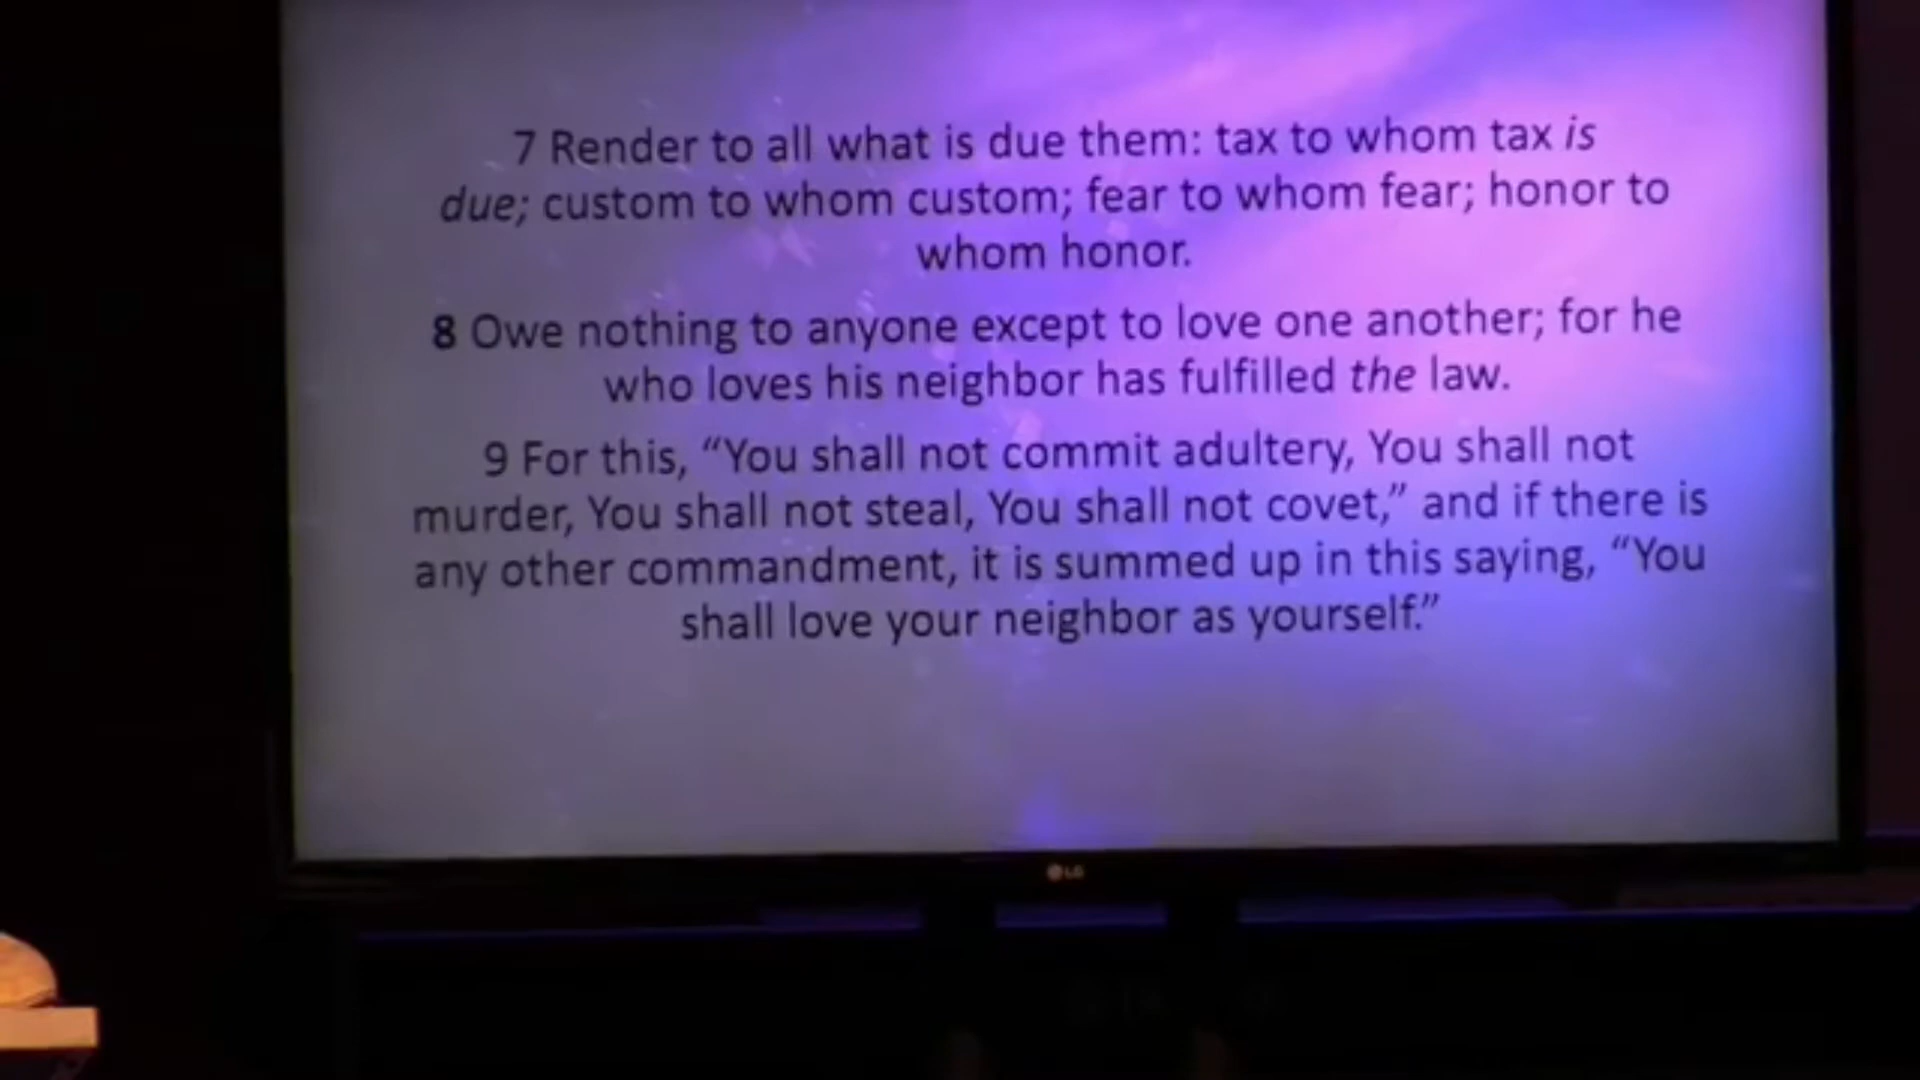 7 Render to all what is due them: tax to whom tax is
due; custom to whom custom; fear to whom fear; honor to
whom honor.
8 Owe nothing to anyone except to love one another; for he
who loves his neighbor has fulfilled the law.
9 For this, “You shall not commit adultery, You shall not
murder, You shall not steal, You shall not covet,” and if there is
any other commandment, it is summed up in this saying, “You
shall love your neighbor as yourself.”
LG